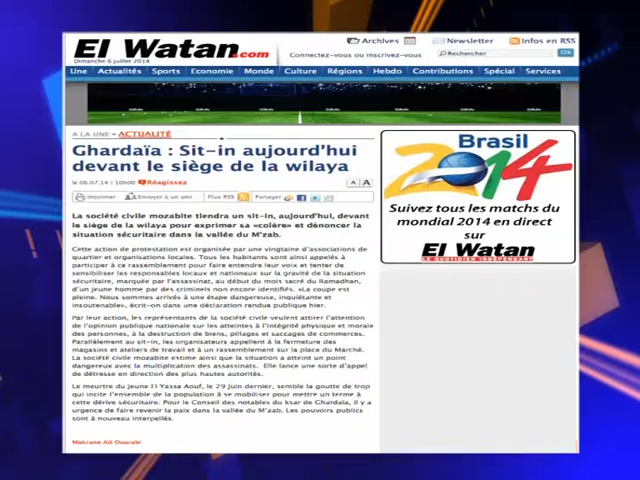 El Watan.com
Dimanche 6 juillet 2014
Archives
Newsletter
Infos en RSS
Connectez-vous ou inscrivez-vous
Rechercher
Ok
Une Actualités Sports Economie Monde Culture Régions Hebdo Contributions Spécial Services
A LA UNE ACTUALITÉ
Ghardaïa : Sit-in aujourd'hui
devant le siège de la wilaya
le 06.07.14 | 10h00 Réagissez
A A
Imprimer Envoyer à un ami Flux RSS Partager
La société civile mozabite tiendra un sit-in, aujourd'hui, devant
le siège de la wilaya pour exprimer sa «colère» et dénoncer la
situation sécuritaire dans la vallée du M'zab.
Cette action de protestation est organisée par une vingtaine d'associations de
quartier et organisations locales. Tous les habitants sont ainsi appelés à
participer à ce rassemblement pour faire entendre leur voix et tenter de
sensibiliser les responsables locaux et nationaux sur la gravité de la situation
sécuritaire, marquée par l'assassinat, au début du mois sacré du Ramadhan,
d'un jeune homme par des criminels non encore identifiés. «La coupe est
pleine. Nous sommes arrivés à une étape dangereuse, inquiétante et
insoutenable», écrit-on dans une déclaration rendue publique hier.
Par leur action, les représentants de la société civile veulent attirer l'attention
de l'opinion publique nationale sur les atteintes à l'intégrité physique et morale
des personnes, à la destruction de biens, pillages et saccages de commerces.
Parallèlement au sit-in, les organisateurs appellent à la fermeture des
magasins et ateliers de travail et à un rassemblement sur la place du Marché.
La société civile mozabite estime ainsi que la situation a atteint un point
dangereux avec la multiplication des assassinats. Elle lance une sorte d'appel
de détresse en direction des plus hautes autorités.
Le meurtre du jeune El Yassa Aouf, le 29 juin dernier, semble la goutte de trop
qui incite l'ensemble de la population à se mobiliser pour mettre un terme à
cette dérive sécuritaire. Pour le Conseil des notables du ksar de Ghardaïa, il y a
urgence de faire revenir la paix dans la vallée du M'zab. Les pouvoirs publics
sont à nouveau interpellés.
Mokrane Ait Ouarabi
Brasil
2014
Suivez tous les matchs du
mondial 2014 en direct
sur
El Watan
LE QUOTIDIEN INDÉPENDANT